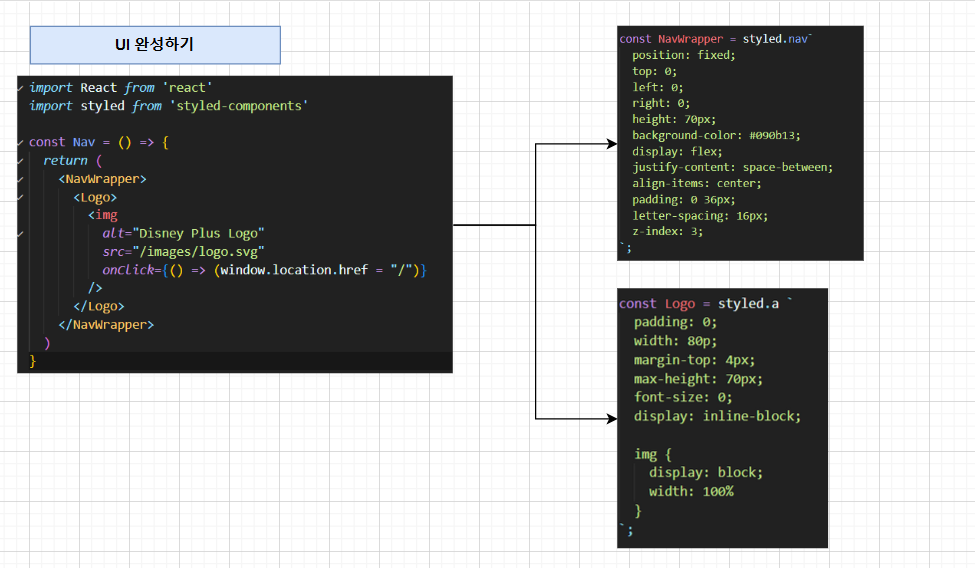 UI 완성하기
import React from 'react'
import styled from 'styled-components'
const Nav = () => {
return (
<NavWrapper>
<Logo>
<img
alt="Disney Plus Logo"
src="/images/logo.svg"
onClick={() => (window.location.href = "/")}
/>
</Logo>
</NavWrapper>
)
}
const NavWrapper = styled.nav`
position: fixed;
top: 0;
left: 0;
right: 0;
height: 70px;
background-color: #090b13;
display: flex;
justify-content: space-between;
align-items: center;
padding: 0 36px;
letter-spacing: 16px;
z-index: 3;
`;
const Logo = styled.a `
padding: 0;
width: 80p;
margin-top: 4px;
max-height: 70px;
font-size: 0;
display: inline-block;
img {
display: block;
width: 100%
}
`;